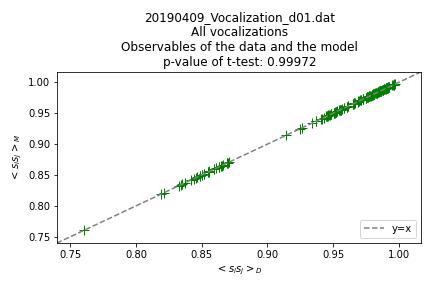 20190409_Vocalization_d01.dat
All vocalizations
Observables of the data and the model
p-value of t-test: 0.99972
1.00
0.95
0.90
0.85
0.80
0.75
< s_i s_j >_M
y=x
0.75 0.80 0.85 0.90 0.95 1.00
< s_i s_j >_D